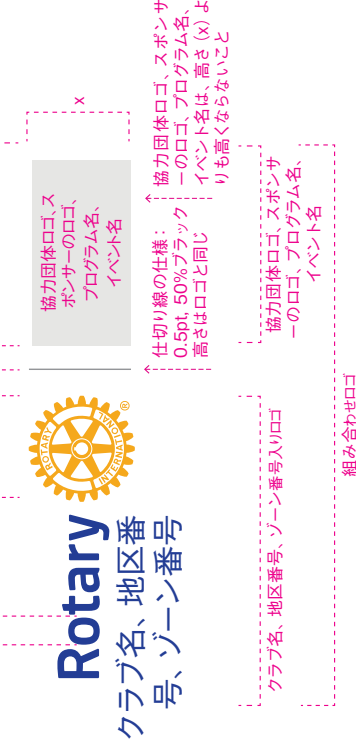 Rotary
クラブ名、地区番
号、ゾーン番号
ROTARY
INTERNATIONAL
®
協力団体ロゴ、ス
ポンサーのロゴ、
プログラム名、
イベント名
x
仕切り線の仕様：
0.5pt, 50%ブラック
高さはロゴと同じ
協力団体ロゴ、スポンサ
ーのロゴ、プログラム名、
イベント名は、高さ（x）よ
りも高くならないこと
クラブ名、地区番号、ゾーン番号入りロゴ
協力団体ロゴ、スポンサ
ーのロゴ、プログラム名、
イベント名
組み合わせロゴ